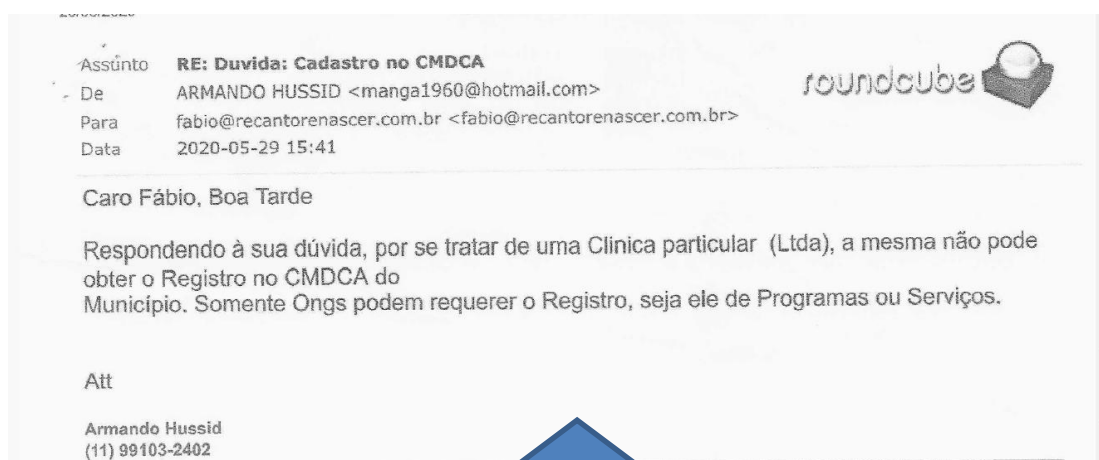 Assunto RE: Duvida: Cadastro no CMDCA
roundcube
De ARMANDO HUSSID <manga1960@hotmail.com>
Para fabio@recantorenascer.com.br <fabio@recantorenascer.com.br>
Data 2020-05-29 15:41
Caro Fábio, Boa Tarde
Respondendo à sua dúvida, por se tratar de uma Clinica particular (Ltda), a mesma não pode
obter o Registro no CMDCA do
Município. Somente Ongs podem requerer o Registro, seja ele de Programas ou Serviços.
Att
Armando Hussid
(11) 99103-2402